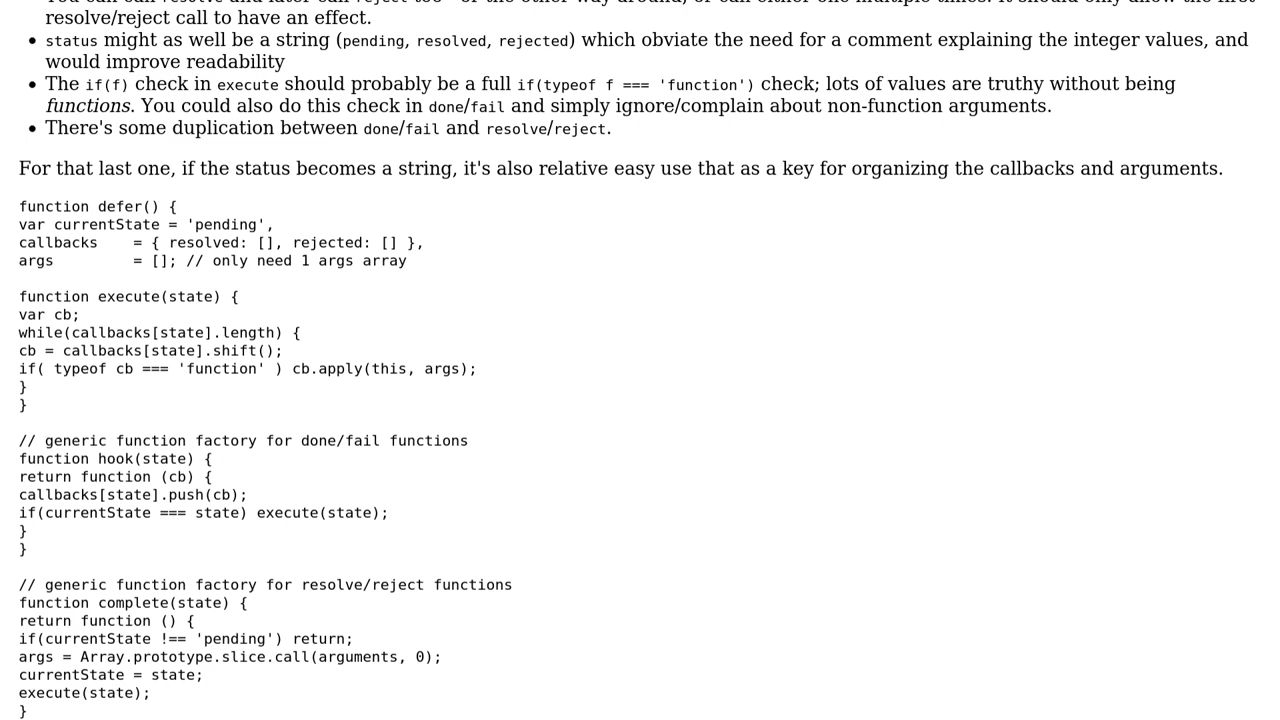 resolve/reject call to have an effect.
• status might as well be a string (pending, resolved, rejected) which obviate the need for a comment explaining the integer values, and
would improve readability
• The if(f) check in execute should probably be a full if(typeof f === 'function') check; lots of values are truthy without being
functions. You could also do this check in done/fail and simply ignore/complain about non-function arguments.
• There's some duplication between done/fail and resolve/reject.
For that last one, if the status becomes a string, it's also relative easy use that as a key for organizing the callbacks and arguments.
function defer() {
var currentState = 'pending',
callbacks    = { resolved: [], rejected: [] },
args         = []; // only need 1 args array
function execute(state) {
var cb;
while(callbacks[state].length) {
cb = callbacks[state].shift();
if( typeof cb === 'function' ) cb.apply(this, args);
}
}
// generic function factory for done/fail functions
function hook(state) {
return function (cb) {
callbacks[state].push(cb);
if(currentState === state) execute(state);
}
}
// generic function factory for resolve/reject functions
function complete(state) {
return function () {
if(currentState !== 'pending') return;
args = Array.prototype.slice.call(arguments, 0);
currentState = state;
execute(state);
}